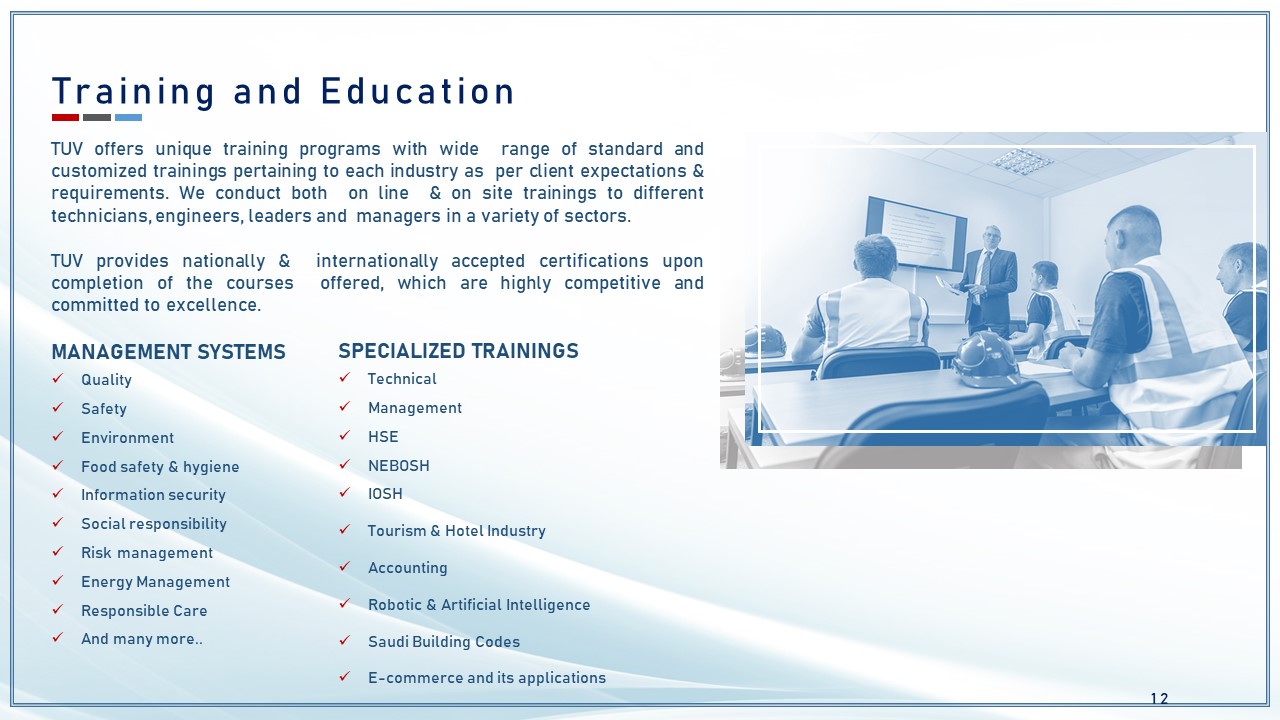 Training and Education
TUV offers unique training programs with wide range of standard and
customized trainings pertaining to each industry as per client expectations &
requirements. We conduct both on line & on site trainings to different
technicians, engineers, leaders and managers in a variety of sectors.
TUV provides nationally & internationally accepted certifications upon
completion of the courses offered, which are highly competitive and
committed to excellence.
MANAGEMENT SYSTEMS
Quality
Safety
Environment
Food safety & hygiene
Information security
Social responsibility
Risk management
Energy Management
Responsible Care
And many more..
SPECIALIZED TRAININGS
Technical
Management
HSE
NEBOSH
IOSH
Tourism & Hotel Industry
Accounting
Robotic & Artificial Intelligence
Saudi Building Codes
E-commerce and its applications
12